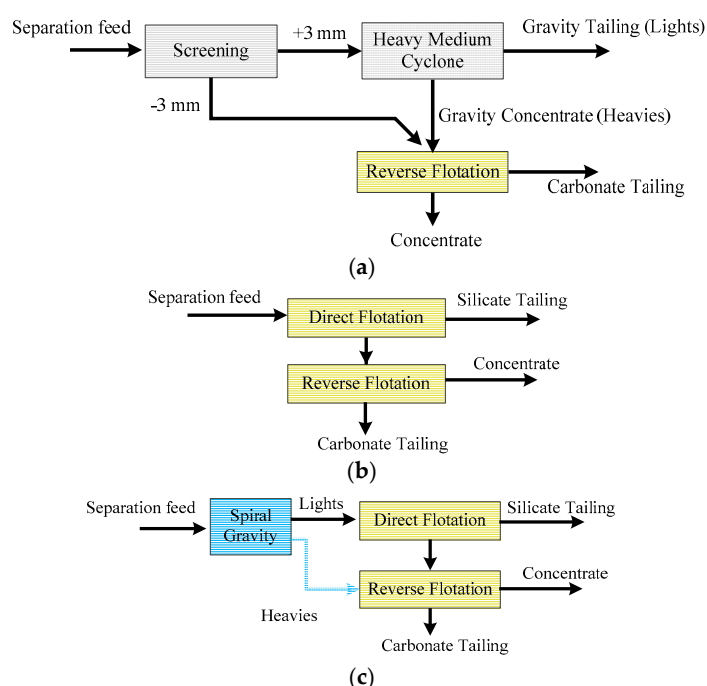 Separation feed
Screening
+3 mm
Heavy Medium
Cyclone
Gravity Tailing (Lights)
-3 mm
Gravity Concentrate (Heavies)
Reverse Flotation
Carbonate Tailing
Concentrate
(a)
Separation feed
Direct Flotation
Silicate Tailing
Reverse Flotation
Concentrate
Carbonate Tailing
(b)
Separation feed
Spiral
Gravity
Lights
Direct Flotation
Silicate Tailing
Heavies
Reverse Flotation
Concentrate
Carbonate Tailing
(c)